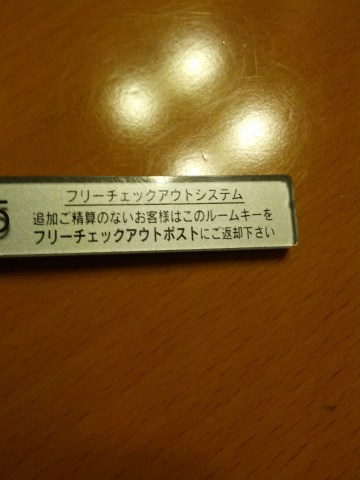 フリーチェックアウトシステム
追加ご精算のないお客様はこのルームキーを
フリーチェックアウトポストにご返却下さい